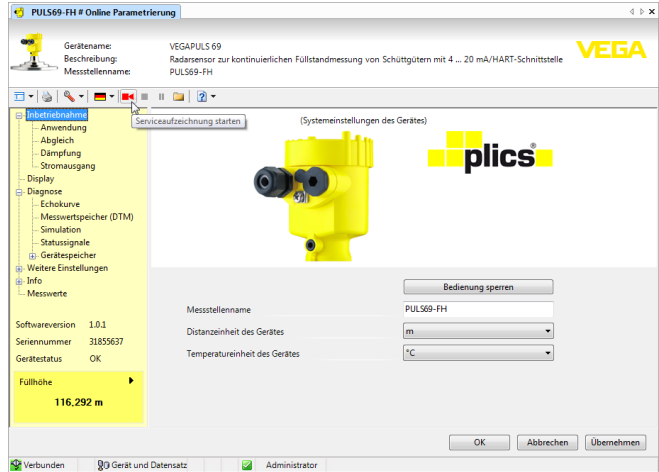 PULS69-FH # Online Parametrierung
Gerätename: VEGAPULS 69
Beschreibung: Radarsensor zur kontinuierlichen Füllstandmessung von Schüttgütern mit 4 ... 20 mA/HART-Schnittstelle
Messstellenname: PULS69-FH
VEGA
Serviceaufzeichnung starten
Inbetriebnahme
Anwendung
Abgleich
Dämpfung
Stromausgang
Display
Diagnose
Echokurve
Messwertspeicher (DTM)
Simulation
Statussignale
Gerätespeicher
Weitere Einstellungen
Info
Messwerte
Softwareversion 1.0.1
Seriennummer 31855637
Gerätestatus OK
Füllhöhe
116,292 m
(Systemeinstellungen des Gerätes)
plics®
Bedienung sperren
Messstellenname PULS69-FH
Distanzeinheit des Gerätes m
Temperatureinheit des Gerätes °C
OK Abbrechen Übernehmen
Verbunden Gerät und Datensatz Administrator